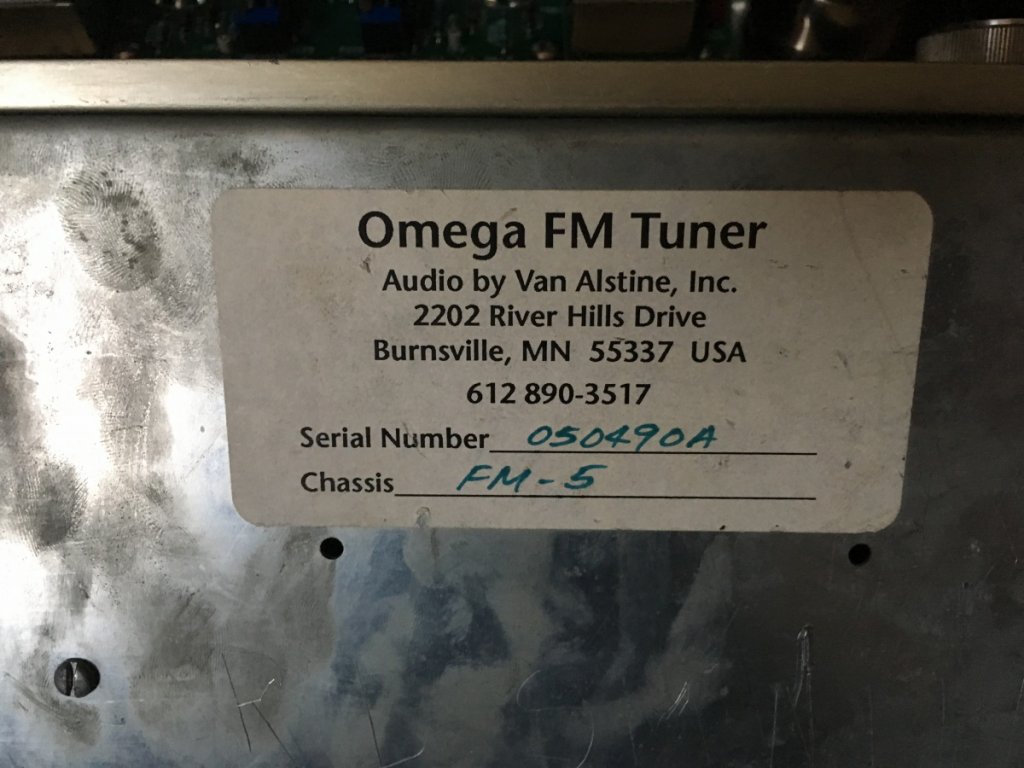 Omega FM Tuner
Audio by Van Alstine, Inc.
2202 River Hills Drive
Burnsville, MN 55337 USA
612 890-3517
Serial Number 050490A
Chassis FM-5